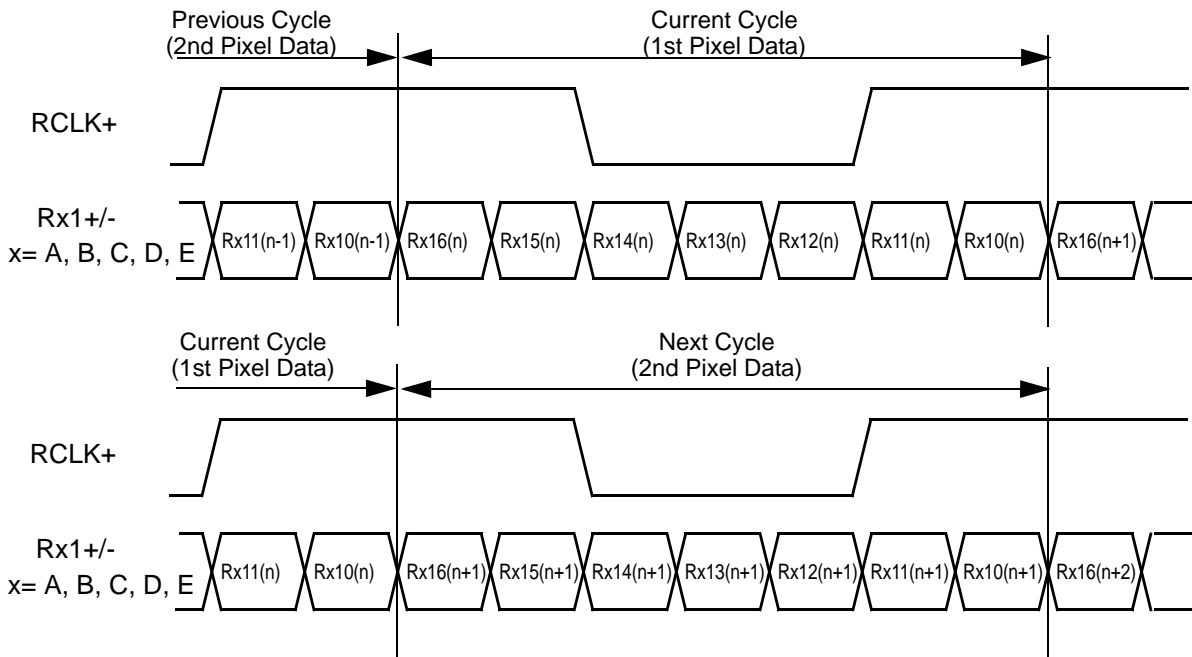 Previous Cycle
(2nd Pixel Data)
Current Cycle
(1st Pixel Data)
RCLK+
Rx1+/-
x= A, B, C, D, E
Rx11(n-1) Rx10(n-1) Rx16(n) Rx15(n) Rx14(n) Rx13(n) Rx12(n) Rx11(n) Rx10(n) Rx16(n+1)
Current Cycle
(1st Pixel Data)
Next Cycle
(2nd Pixel Data)
RCLK+
Rx1+/-
x= A, B, C, D, E
Rx11(n) Rx10(n) Rx16(n+1) Rx15(n+1) Rx14(n+1) Rx13(n+1) Rx12(n+1) Rx11(n+1) Rx10(n+1) Rx16(n+2)